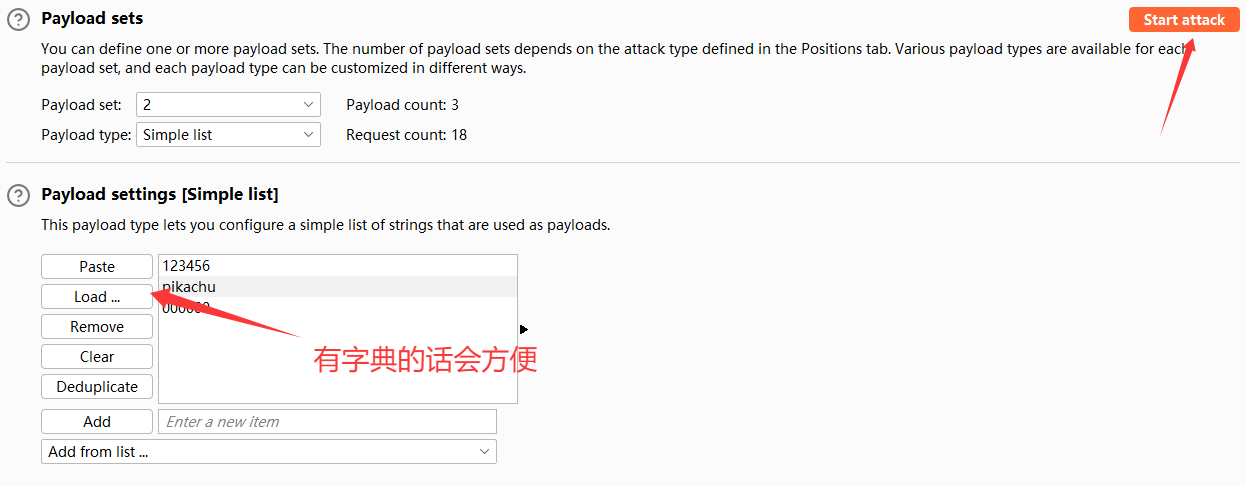 Payload sets
Start attack
You can define one or more payload sets. The number of payload sets depends on the attack type defined in the Positions tab. Various payload types are available for each
payload set, and each payload type can be customized in different ways.
Payload set: 2 Payload count: 3
Payload type: Simple list Request count: 18
Payload settings [Simple list]
This payload type lets you configure a simple list of strings that are used as payloads.
Paste
123456
Load ...
pikachu
000000
Remove
Clear
有字典的话会方便
Deduplicate
Add
Enter a new item
Add from list ...